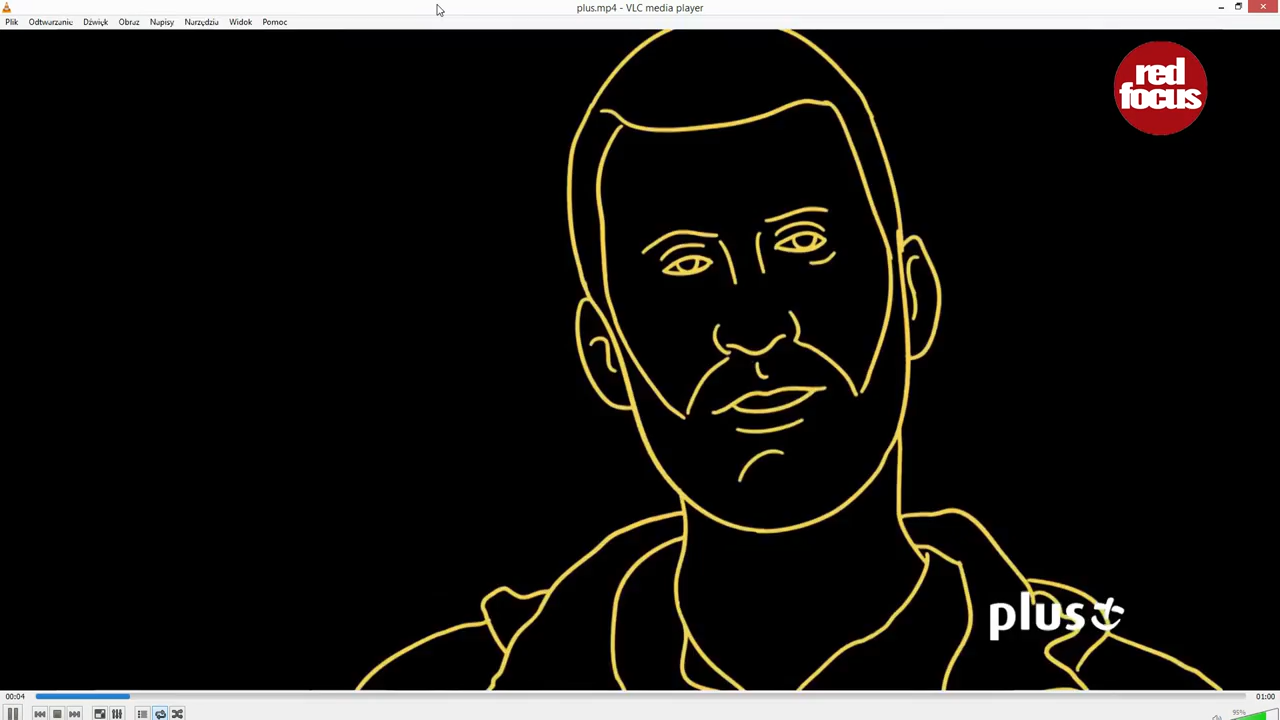 plus.mp4 - VLC media player
Plik Odtwarzanie Dźwięk Obraz Napisy Narzędzia Widok Pomoc
red
focus
plus
00:04
01:00
95%